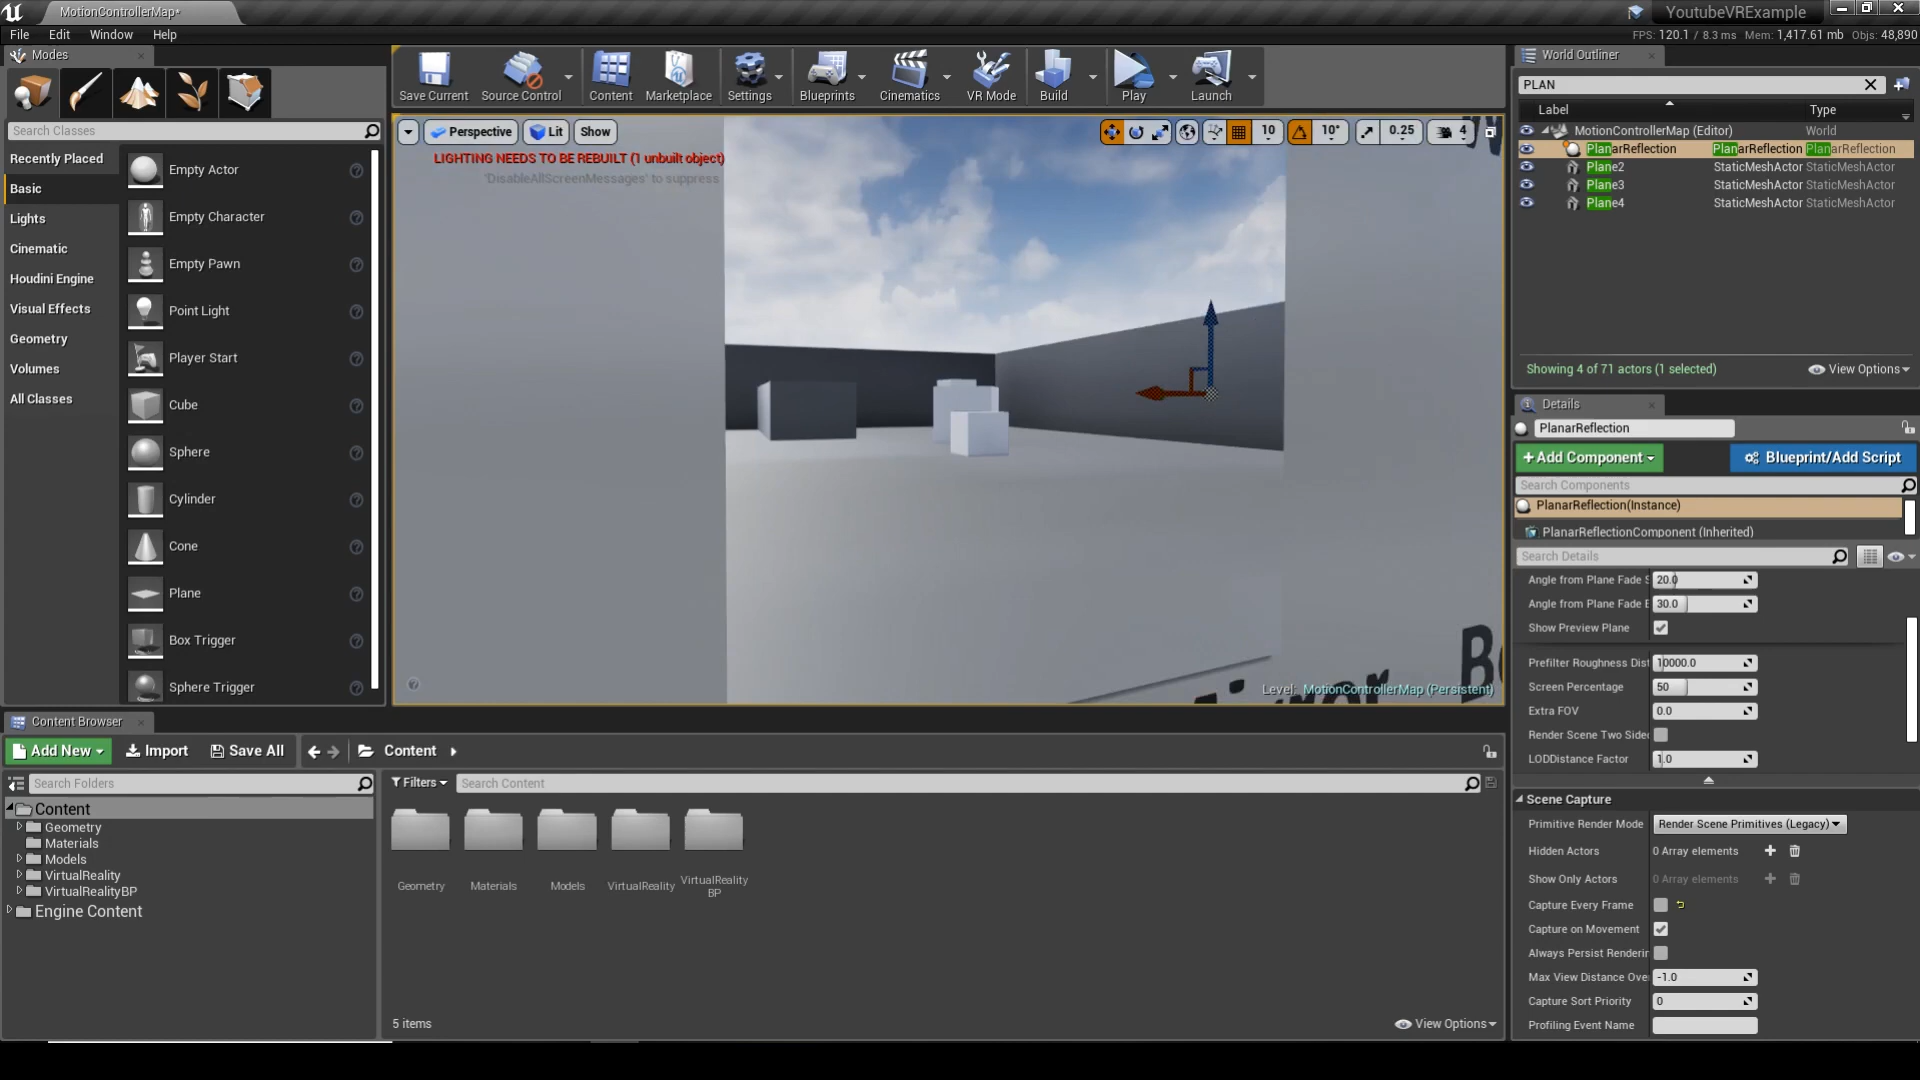 MotionControllerMap*
YoutubeVRExample
File Edit Window Help
FPS: 120.1 / 8.3 ms Mem: 1,417.61 mb Objs: 48,890
Modes
Search Classes
Recently Placed
Basic
Lights
Cinematic
Houdini Engine
Visual Effects
Geometry
Volumes
All Classes
Empty Actor
Empty Character
Empty Pawn
Point Light
Player Start
Cube
Sphere
Cylinder
Cone
Plane
Box Trigger
Sphere Trigger
Save Current
Source Control
Content
Marketplace
Settings
Blueprints
Cinematics
VR Mode
Build
Play
Launch
Perspective
Lit
Show
10
10°
0.25
4
LIGHTING NEEDS TO BE REBUILT (1 unbuilt object)
'DisableAllScreenMessages' to suppress
Level: MotionControllerMap (Persistent)
World Outliner
PLAN
Label Type
MotionControllerMap (Editor) World
PlanarReflection PlanarReflection PlanarReflection
Plane2 StaticMeshActor StaticMeshActor
Plane3 StaticMeshActor StaticMeshActor
Plane4 StaticMeshActor StaticMeshActor
Showing 4 of 71 actors (1 selected)
View Options
Details
PlanarReflection
+Add Component
Blueprint/Add Script
Search Components
PlanarReflection(Instance)
PlanarReflectionComponent (Inherited)
Search Details
Angle from Plane Fade S 20.0
Angle from Plane Fade E 30.0
Show Preview Plane
Prefilter Roughness Dist 10000.0
Screen Percentage 50
Extra FOV 0.0
Render Scene Two Sided
LODDistance Factor 1.0
Scene Capture
Primitive Render Mode Render Scene Primitives (Legacy)
Hidden Actors 0 Array elements
Show Only Actors 0 Array elements
Capture Every Frame
Capture on Movement
Always Persist Renderin
Max View Distance Ove -1.0
Capture Sort Priority 0
Profiling Event Name
Content Browser
Add New
Import
Save All
Content
Search Folders
Filters
Search Content
Content
Geometry
Materials
Models
VirtualReality
VirtualRealityBP
Engine Content
Geometry
Materials
Models
VirtualReality
VirtualReality
BP
5 items
View Options